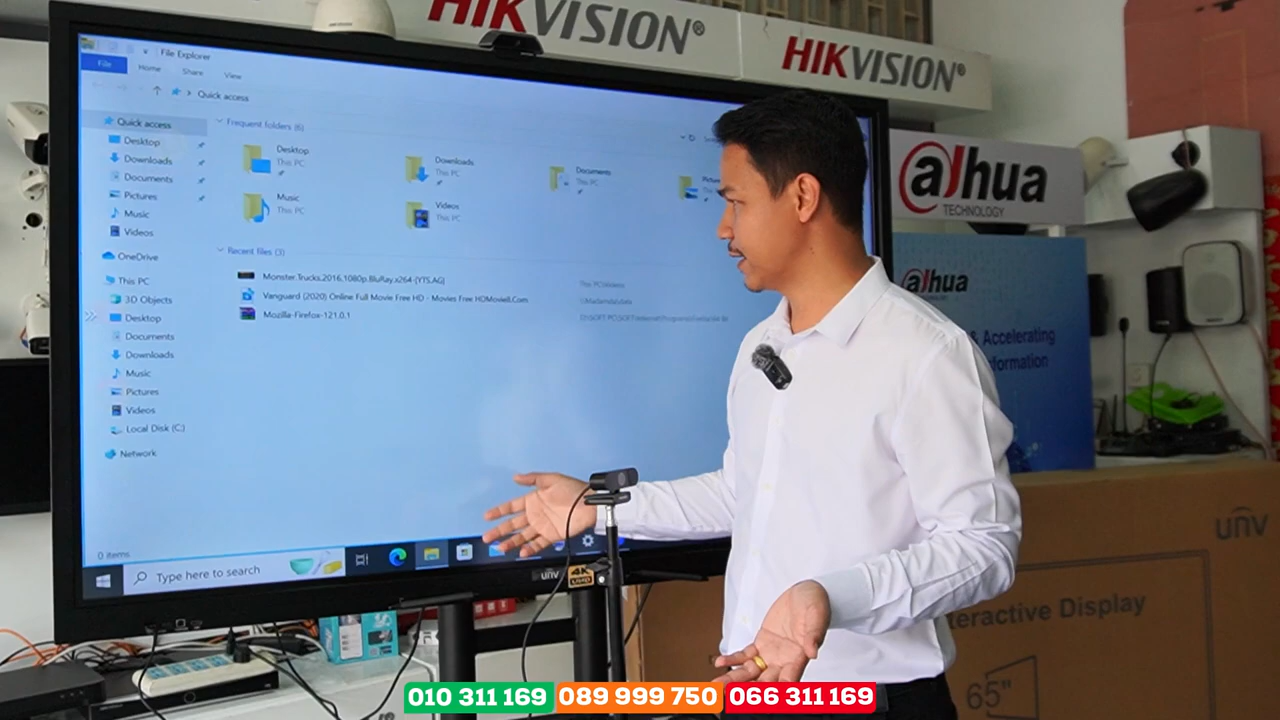 HIKVISION®
HIKVISION®
File Explorer
File
Home
Share
View
Quick access
Quick access
Desktop
Downloads
Documents
Pictures
Music
Videos
OneDrive
This PC
3D Objects
Desktop
Documents
Downloads
Music
Pictures
Videos
Local Disk (C:)
Network
Frequent folders (6)
Desktop
This PC
Downloads
This PC
Documents
This PC
Music
This PC
Videos
This PC
Recent files (3)
Monster.Trucks.2016.1080p.BluRay.x264-[YTS.AG]
Vanguard (2020) Online Full Movie Free HD - Movies Free HDMovie8.Com
Mozilla-Firefox-121.0.1
This PC\Videos
0 items
Type here to search
unv
4K
UHD
alhua
TECHNOLOGY
alhua
& Accelerating
unv
teractive Display
65"
010 311 169
089 999 750
066 311 169